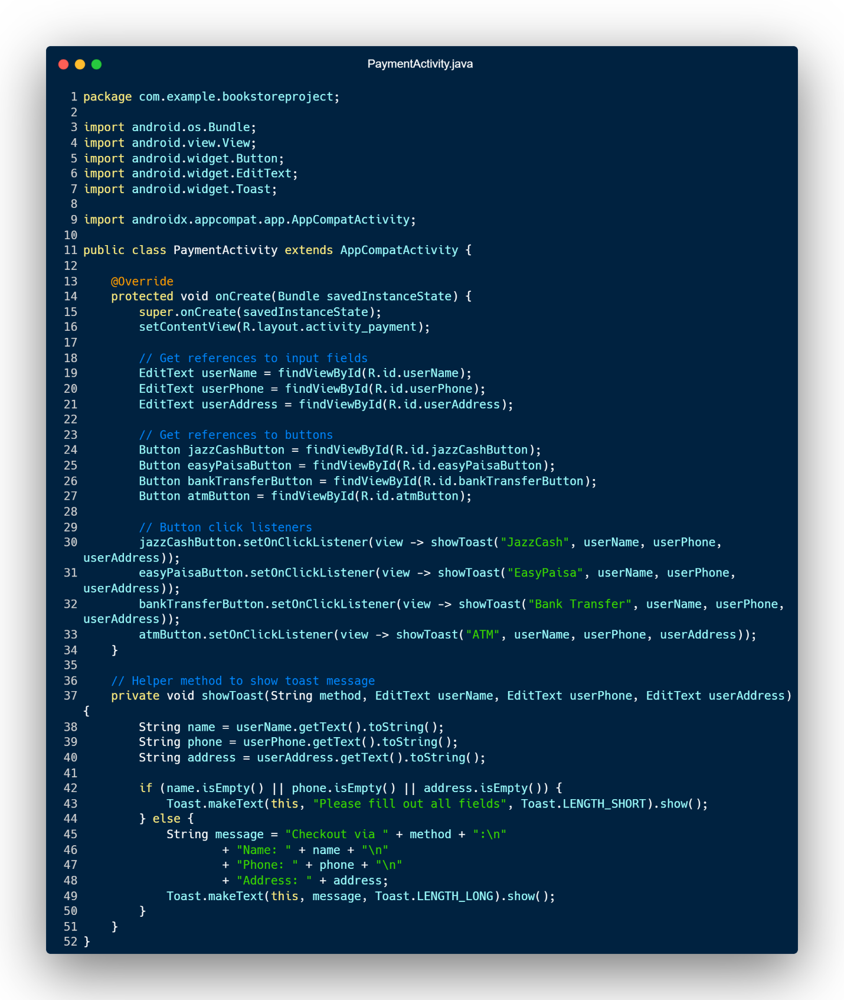 PaymentActivity.java
1 package com.example.bookstoreproject;
2
3 import android.os.Bundle;
4 import android.view.View;
5 import android.widget.Button;
6 import android.widget.EditText;
7 import android.widget.Toast;
8
9 import androidx.appcompat.app.AppCompatActivity;
10
11 public class PaymentActivity extends AppCompatActivity {
12
13     @Override
14     protected void onCreate(Bundle savedInstanceState) {
15         super.onCreate(savedInstanceState);
16         setContentView(R.layout.activity_payment);
17
18         // Get references to input fields
19         EditText userName = findViewById(R.id.userName);
20         EditText userPhone = findViewById(R.id.userPhone);
21         EditText userAddress = findViewById(R.id.userAddress);
22
23         // Get references to buttons
24         Button jazzCashButton = findViewById(R.id.jazzCashButton);
25         Button easyPaisaButton = findViewById(R.id.easyPaisaButton);
26         Button bankTransferButton = findViewById(R.id.bankTransferButton);
27         Button atmButton = findViewById(R.id.atmButton);
28
29         // Button click listeners
30         jazzCashButton.setOnClickListener(view -> showToast("JazzCash", userName, userPhone,
userAddress));
31         easyPaisaButton.setOnClickListener(view -> showToast("EasyPaisa", userName, userPhone,
userAddress));
32         bankTransferButton.setOnClickListener(view -> showToast("Bank Transfer", userName, userPhone,
userAddress));
33         atmButton.setOnClickListener(view -> showToast("ATM", userName, userPhone, userAddress));
34     }
35
36     // Helper method to show toast message
37     private void showToast(String method, EditText userName, EditText userPhone, EditText userAddress)
{
38         String name = userName.getText().toString();
39         String phone = userPhone.getText().toString();
40         String address = userAddress.getText().toString();
41
42         if (name.isEmpty() || phone.isEmpty() || address.isEmpty()) {
43             Toast.makeText(this, "Please fill out all fields", Toast.LENGTH_SHORT).show();
44         } else {
45             String message = "Checkout via " + method + ":\n"
46                     + "Name: " + name + "\n"
47                     + "Phone: " + phone + "\n"
48                     + "Address: " + address;
49             Toast.makeText(this, message, Toast.LENGTH_LONG).show();
50         }
51     }
52 }